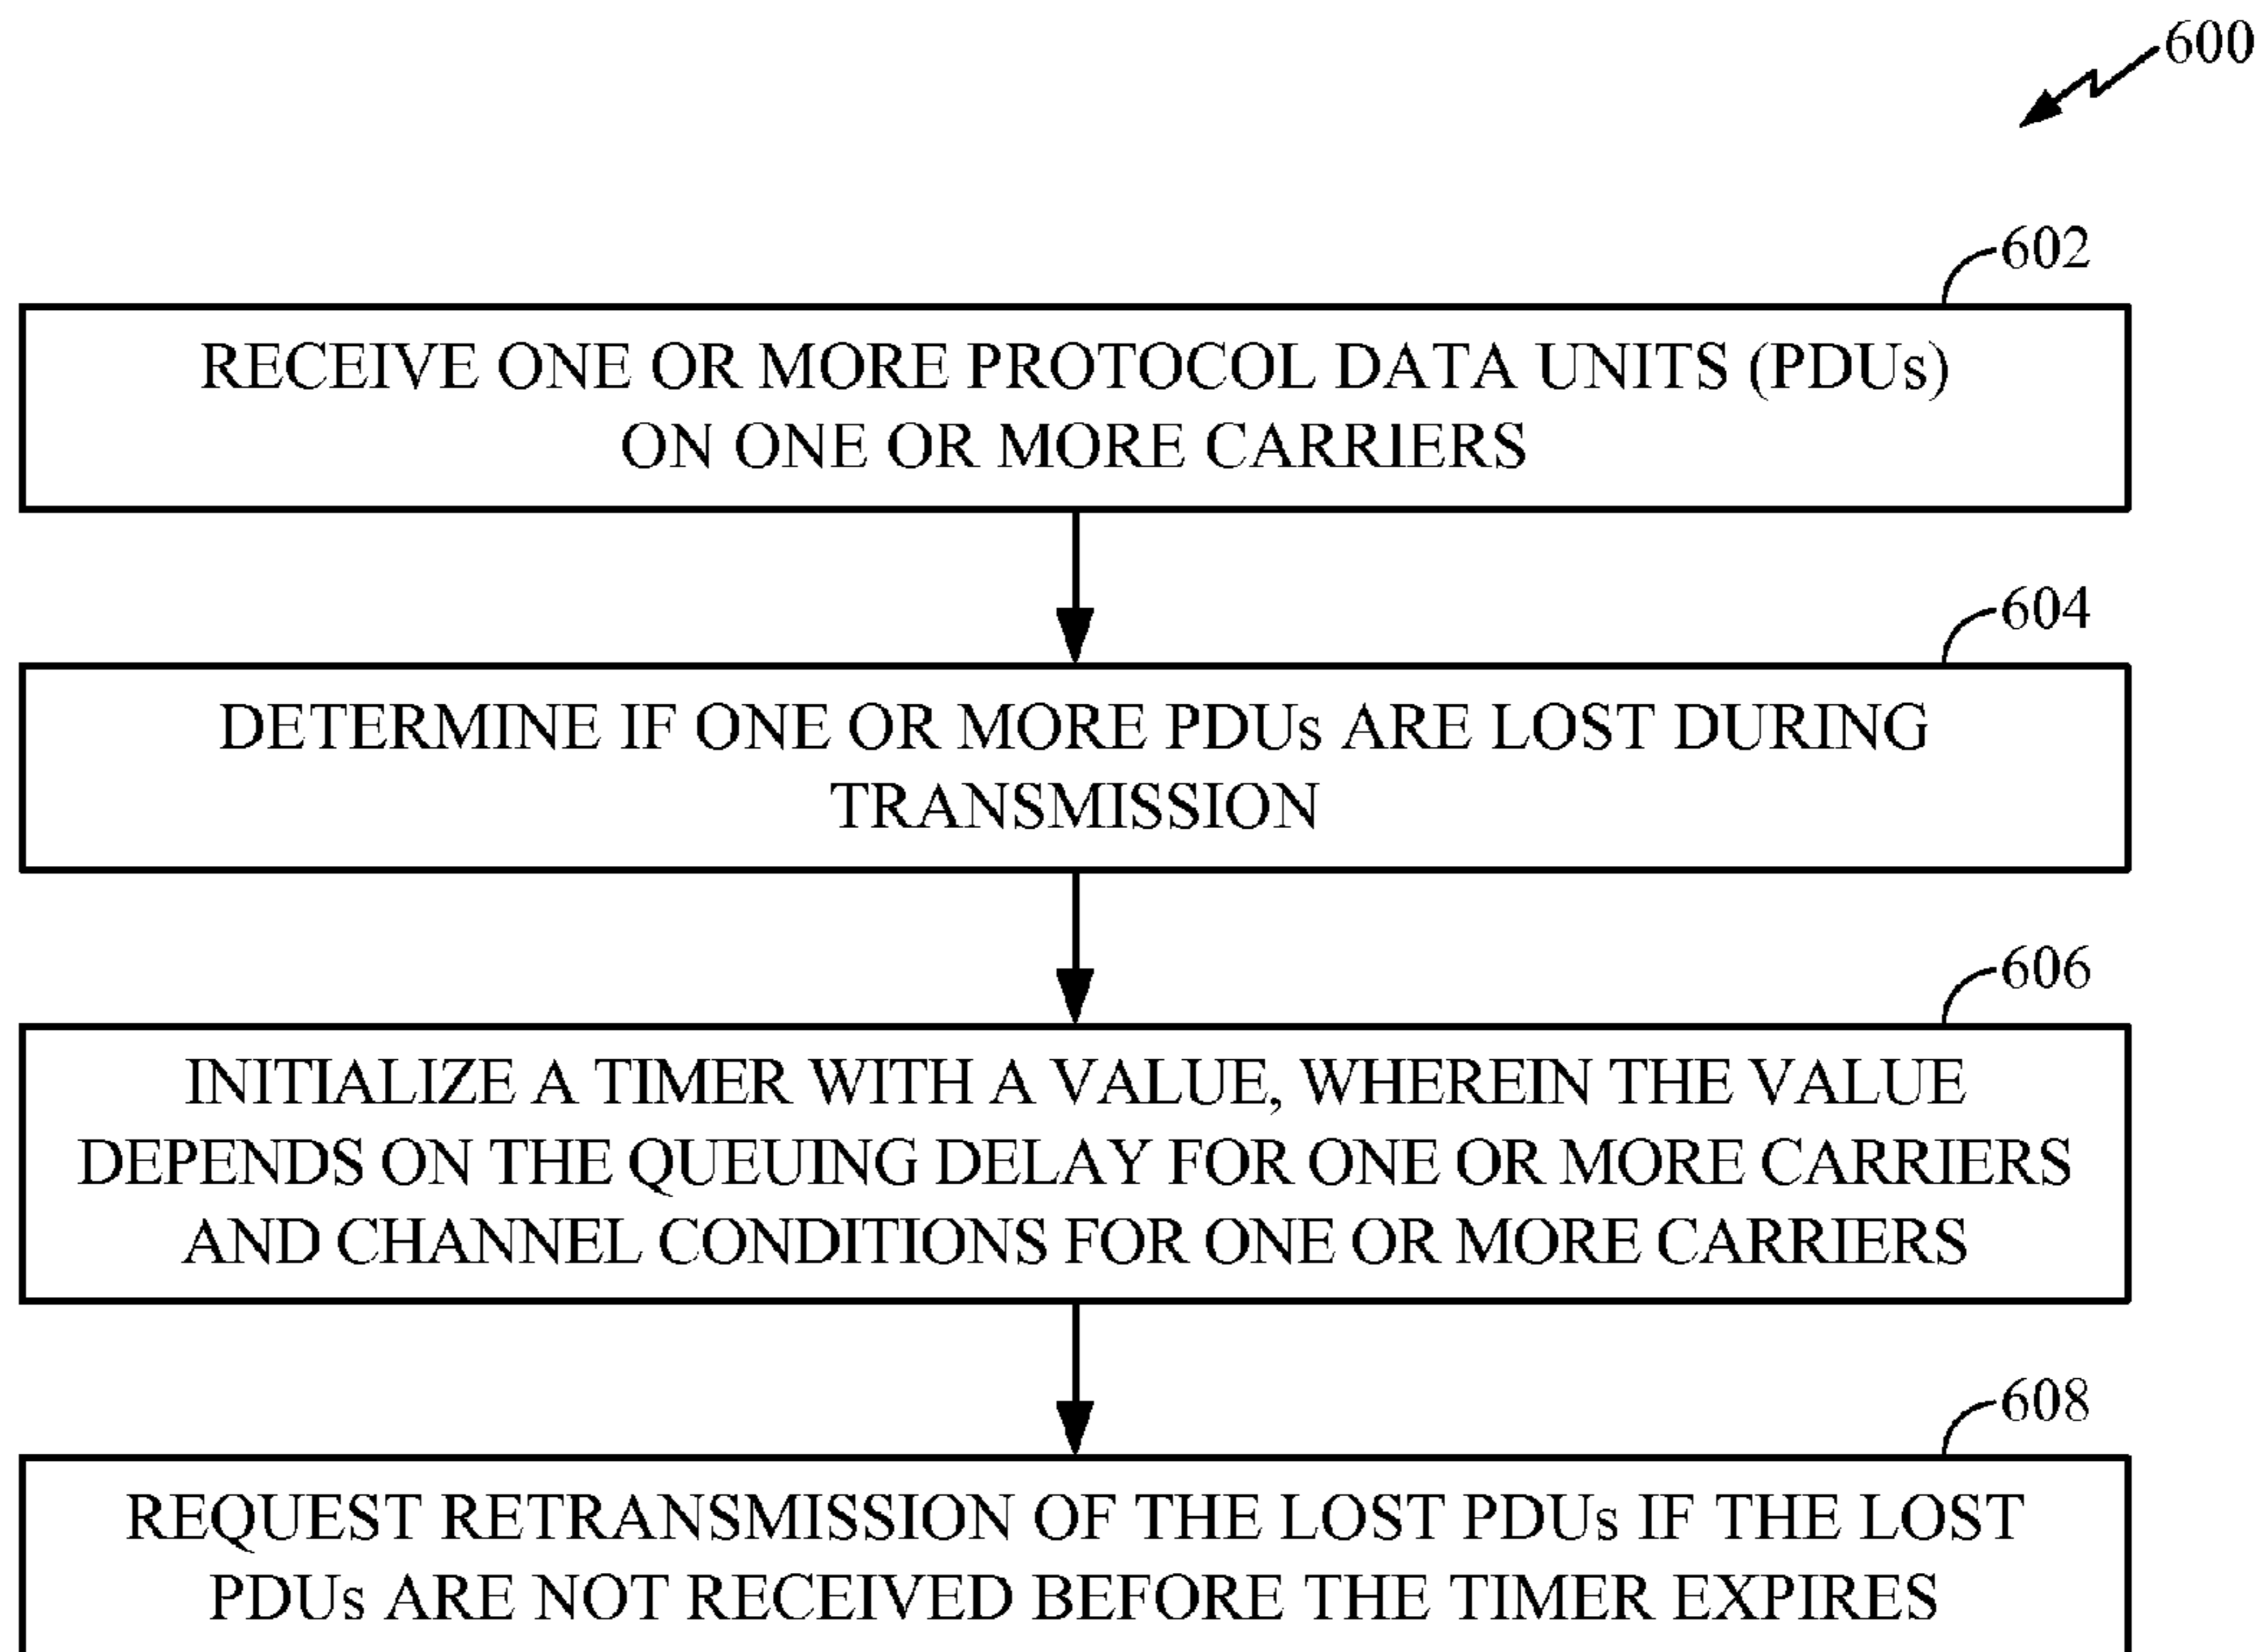 600
602
RECEIVE ONE OR MORE PROTOCOL DATA UNITS (PDUs)
ON ONE OR MORE CARRIERS
604
DETERMINE IF ONE OR MORE PDUs ARE LOST DURING
TRANSMISSION
606
INITIALIZE A TIMER WITH A VALUE, WHEREIN THE VALUE
DEPENDS ON THE QUEUING DELAY FOR ONE OR MORE CARRIERS
AND CHANNEL CONDITIONS FOR ONE OR MORE CARRIERS
608
REQUEST RETRANSMISSION OF THE LOST PDUs IF THE LOST
PDUs ARE NOT RECEIVED BEFORE THE TIMER EXPIRES